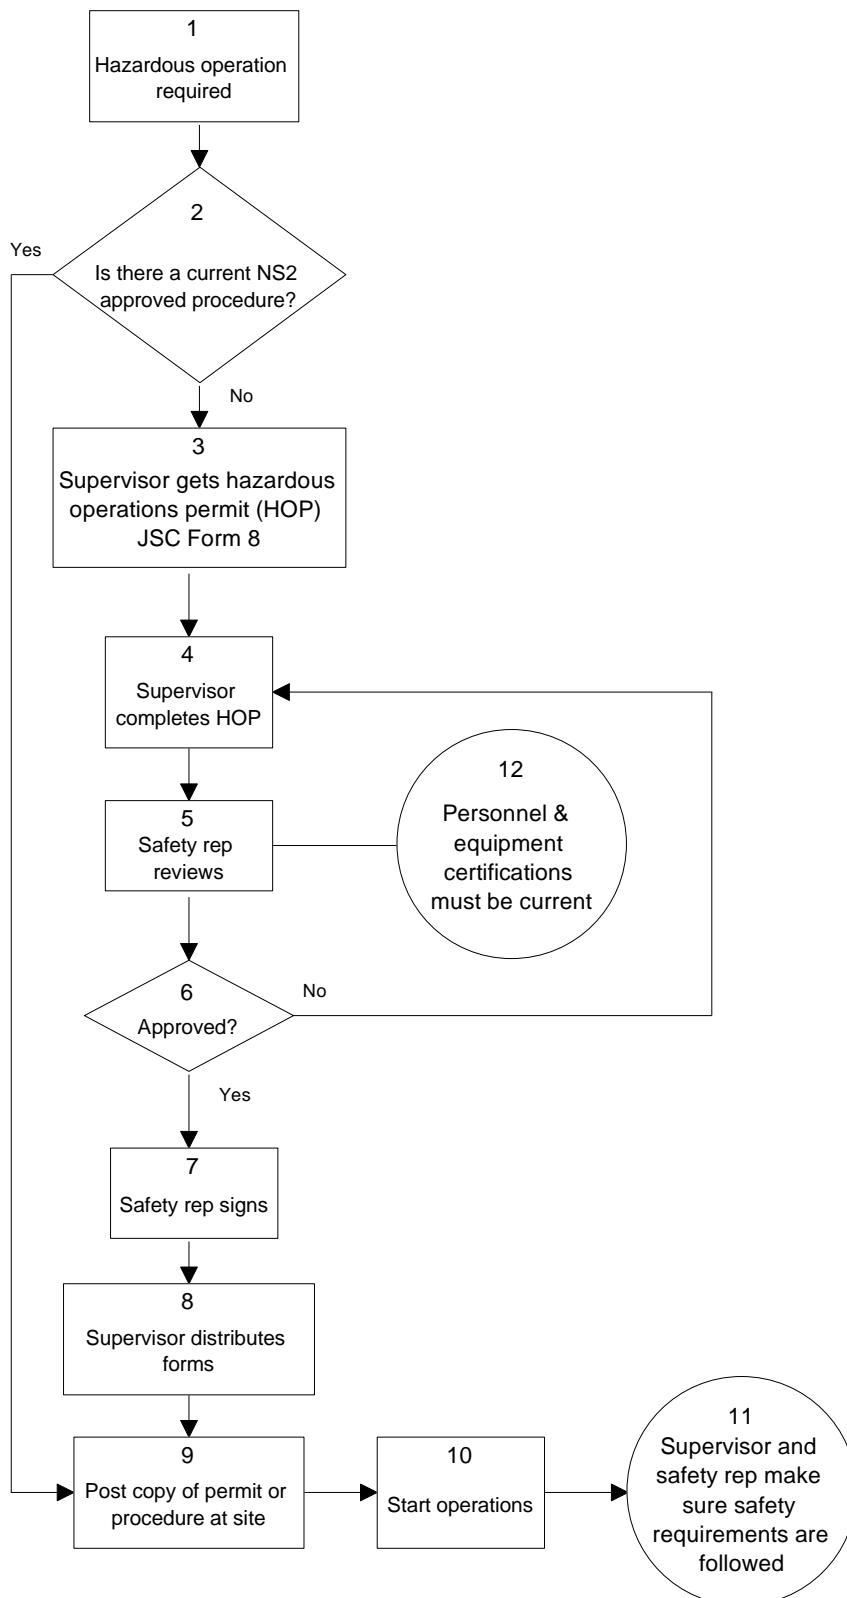 1
Hazardous operation
required
2
Yes
Is there a current NS2
approved procedure?
No
3
Supervisor gets hazardous
operations permit (HOP)
JSC Form 8
4
Supervisor
completes HOP
12
Personnel &
equipment
certifications
must be current
5
Safety rep
reviews
6
No
Approved?
Yes
7
Safety rep signs
8
Supervisor distributes
forms
9
Post copy of permit or
procedure at site
10
Start operations
11
Supervisor and
safety rep make
sure safety
requirements are
followed